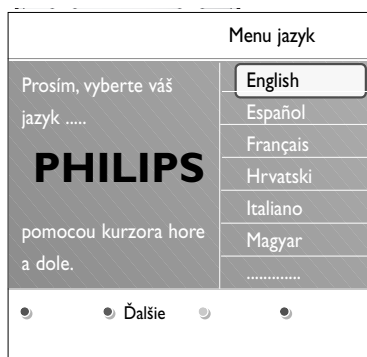 Menu jazyk
Prosím, vyberte váš
jazyk .....
PHILIPS
pomocou kurzora hore
a dole.
English
Español
Français
Hrvatski
Italiano
Magyar
.............
Ďalšie